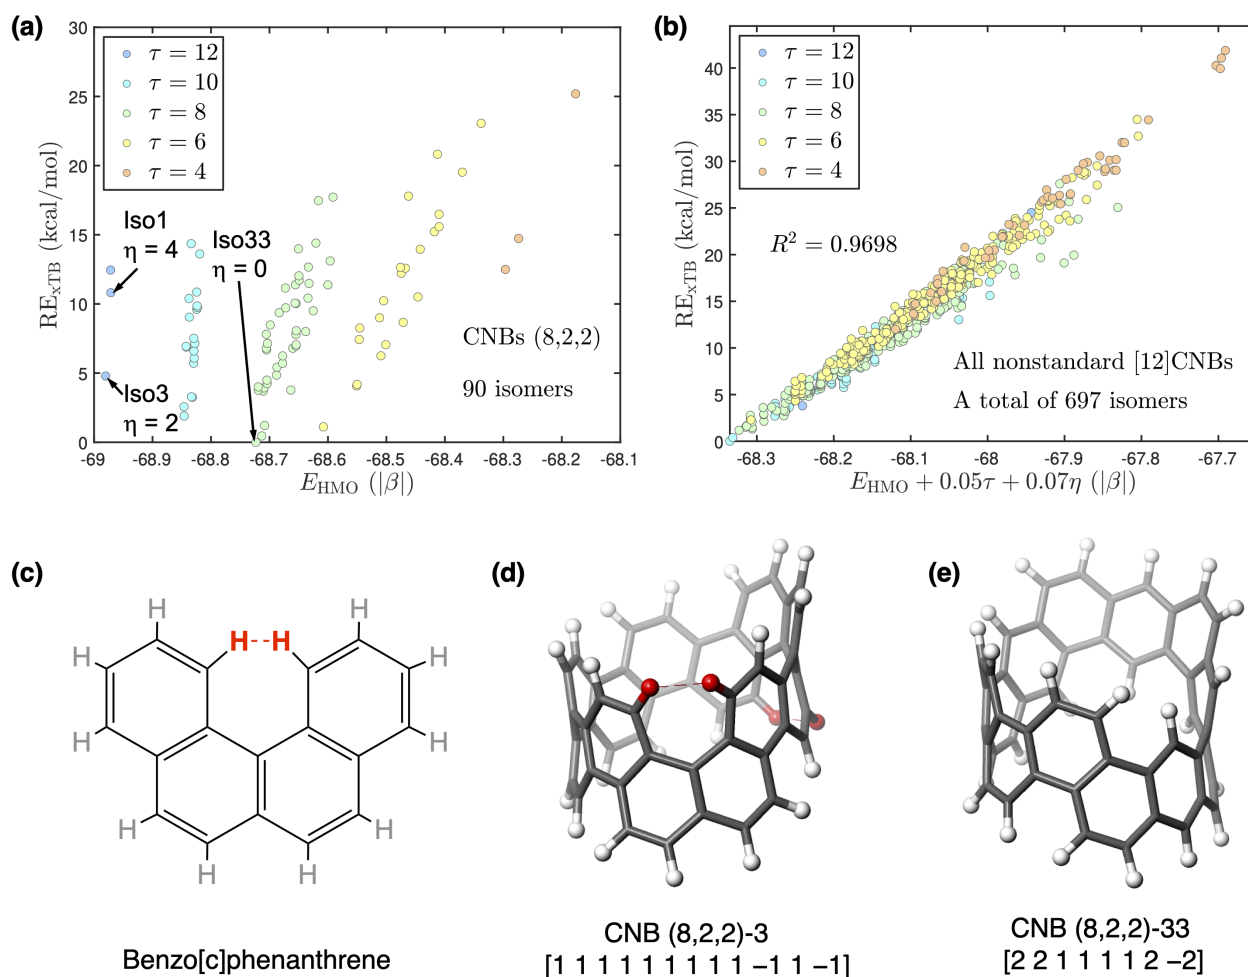 (a)
30
25
20
15
10
5
0
RE_xTB (kcal/mol)
τ = 12
τ = 10
τ = 8
τ = 6
τ = 4
Iso1
η = 4
Iso33
η = 0
Iso3
η = 2
CNBs (8,2,2)
90 isomers
-69 -68.9 -68.8 -68.7 -68.6 -68.5 -68.4 -68.3 -68.2 -68.1
E_HMO (|β|)
(b)
40
35
30
25
20
15
10
5
0
RE_xTB (kcal/mol)
τ = 12
τ = 10
τ = 8
τ = 6
τ = 4
R² = 0.9698
All nonstandard [12]CNBs
A total of 697 isomers
-68.3 -68.2 -68.1 -68 -67.9 -67.8 -67.7
E_HMO + 0.05τ + 0.07η (|β|)
(c)
H H
H H--H H
H H
H H
H H
Benzo[c]phenanthrene
(d)
CNB (8,2,2)-3
[1 1 1 1 1 1 1 1 1 −1 1 −1]
(e)
CNB (8,2,2)-33
[2 2 1 1 1 1 2 −2]